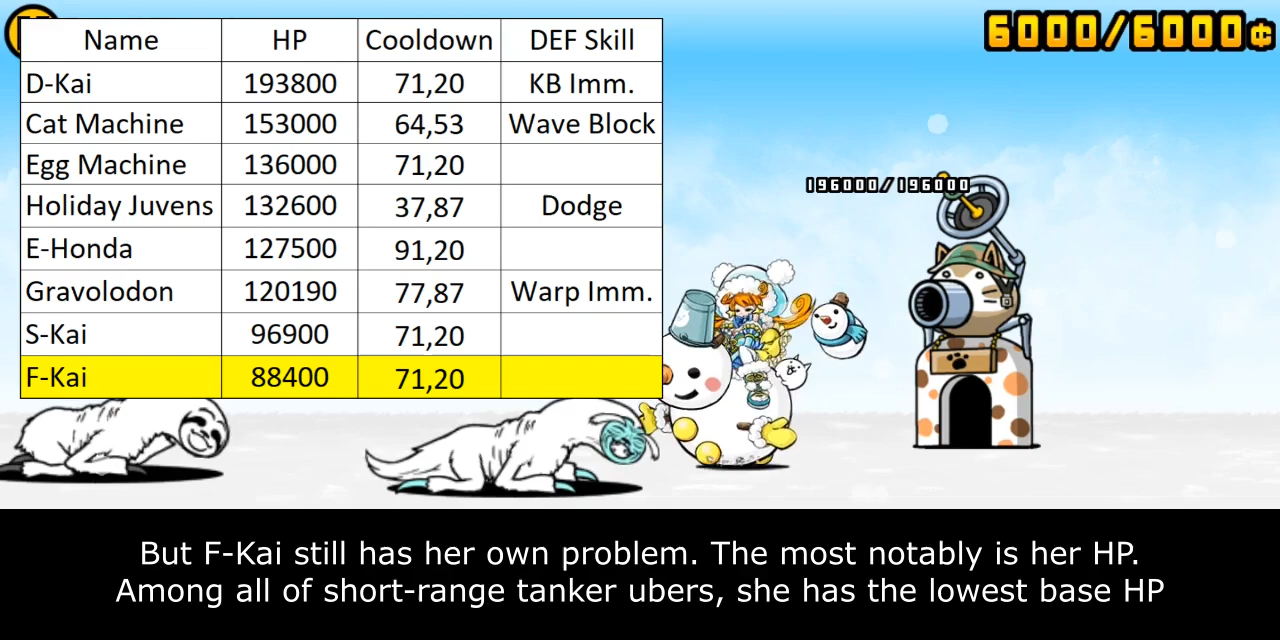 6000/6000¢
Name HP Cooldown DEF Skill
D-Kai 193800 71,20 KB Imm.
Cat Machine 153000 64,53 Wave Block
Egg Machine 136000 71,20
Holiday Juvens 132600 37,87 Dodge
E-Honda 127500 91,20
Gravolodon 120190 77,87 Warp Imm.
S-Kai 96900 71,20
F-Kai 88400 71,20
196000/196000
But F-Kai still has her own problem. The most notably is her HP.
Among all of short-range tanker ubers, she has the lowest base HP